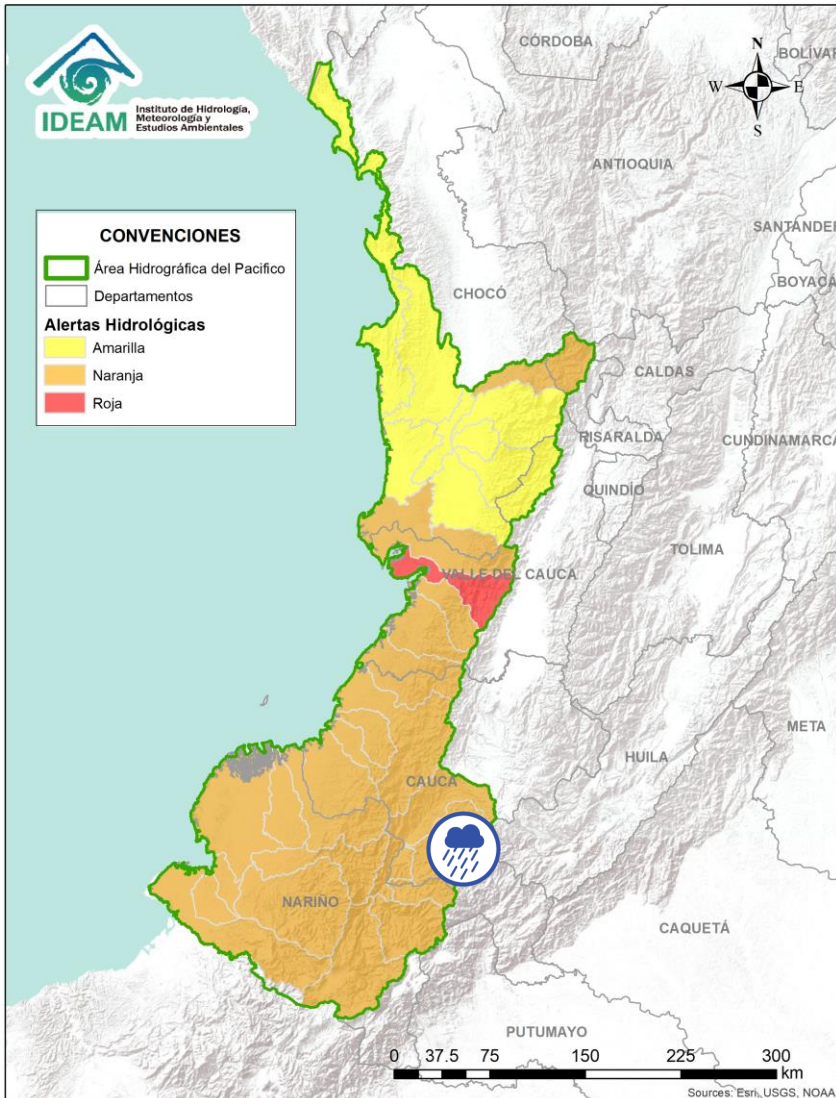 CÓRDOBA
BOLÍVAR
N
W
E
S
IDEAM
Instituto de Hidrología,
Meteorología y
Estudios Ambientales
ANTIOQUIA
CONVENCIONES
Área Hidrográfica del Pacifico
Departamentos
Alertas Hidrológicas
Amarilla
Naranja
Roja
SANTANDER
BOYACÁ
CHOCÓ
CALDAS
RISARALDA
CUNDINAMARCA
QUINDÍO
TOLIMA
VALLE DEL CAUCA
META
HUILA
CAUCA
NARIÑO
CAQUETÁ
PUTUMAYO
0 37.5 75 150 225 300
km
Sources: Esri, USGS, NOAA